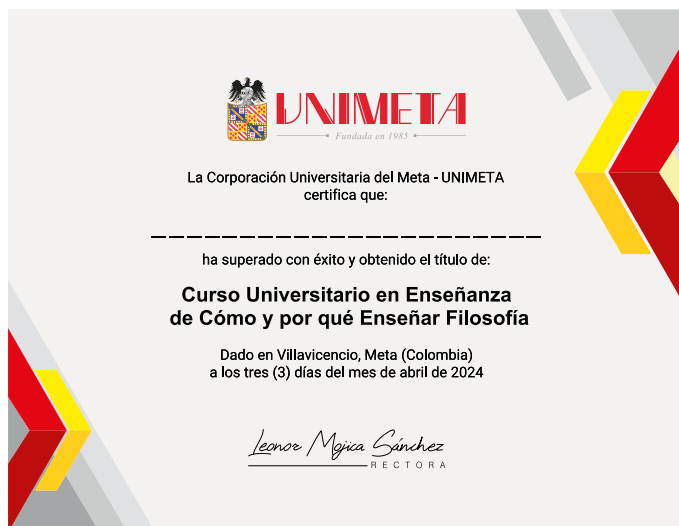 UNIMETA
Fundada en 1985
La Corporación Universitaria del Meta - UNIMETA
certifica que:
ha superado con éxito y obtenido el título de:
Curso Universitario en Enseñanza
de Cómo y por qué Enseñar Filosofía
Dado en Villavicencio, Meta (Colombia)
a los tres (3) días del mes de abril de 2024
Leonor Mojica Sánchez
RECTORA